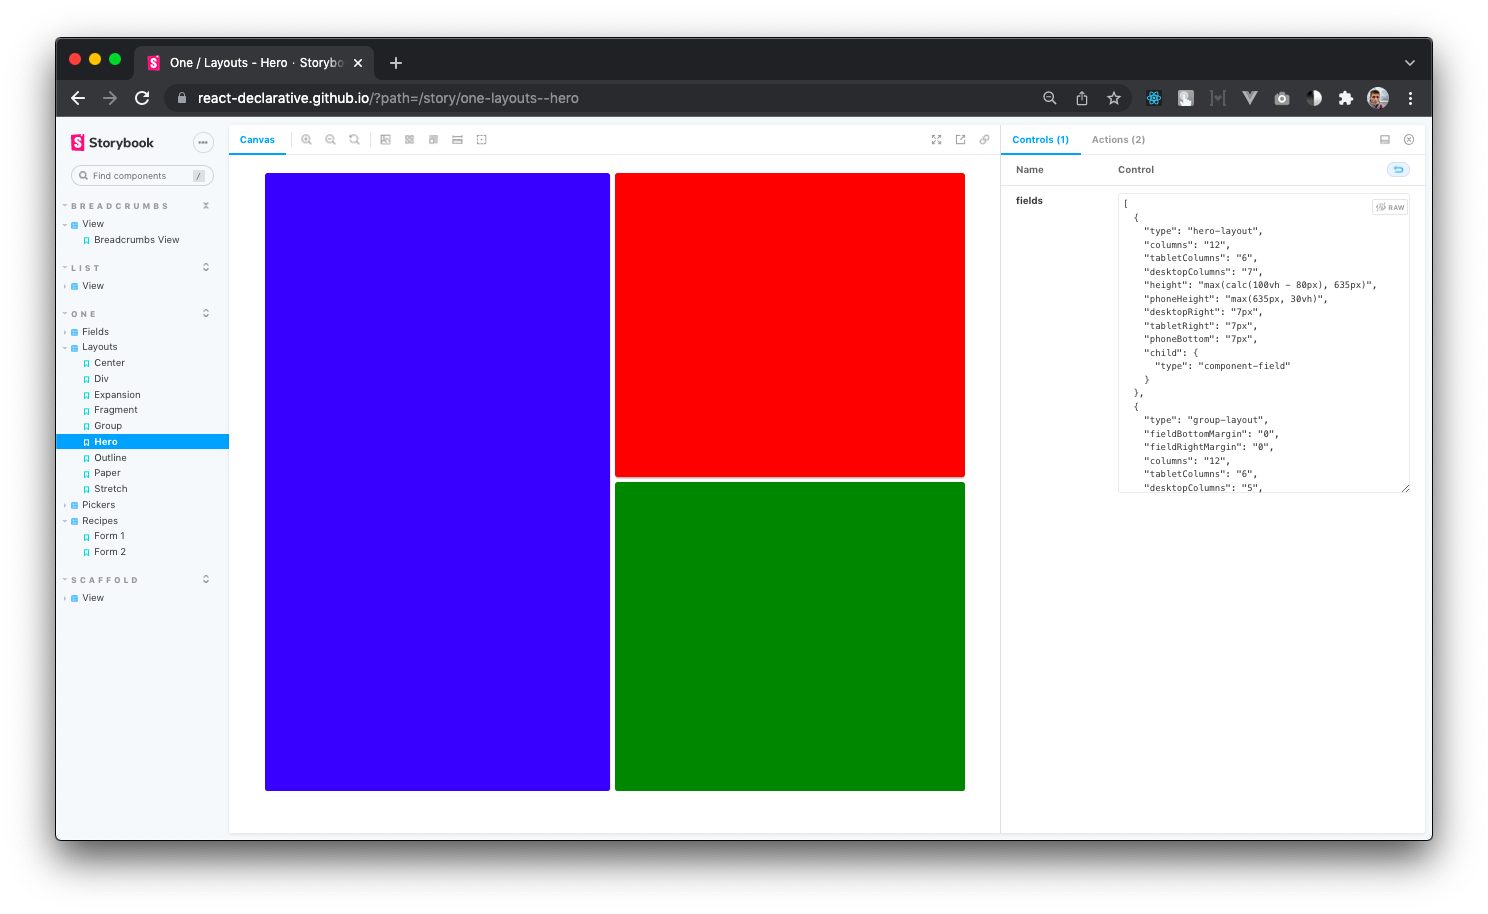 One / Layouts - Hero · Storybo
react-declarative.github.io/?path=/story/one-layouts--hero
Storybook
Find components
/
BREADCRUMBS
View
Breadcrumbs View
LIST
View
ONE
Fields
Layouts
Center
Div
Expansion
Fragment
Group
Hero
Outline
Paper
Stretch
Pickers
Recipes
Form 1
Form 2
SCAFFOLD
View
Canvas
Controls (1)
Actions (2)
Name
Control
fields
RAW
[
{
"type": "hero-layout",
"columns": "12",
"tabletColumns": "6",
"desktopColumns": "7",
"height": "max(calc(100vh - 80px), 635px)",
"phoneHeight": "max(635px, 30vh)",
"desktopRight": "7px",
"tabletRight": "7px",
"phoneBottom": "7px",
"child": {
"type": "component-field"
}
},
{
"type": "group-layout",
"fieldBottomMargin": "0",
"fieldRightMargin": "0",
"columns": "12",
"tabletColumns": "6",
"desktopColumns": "5",